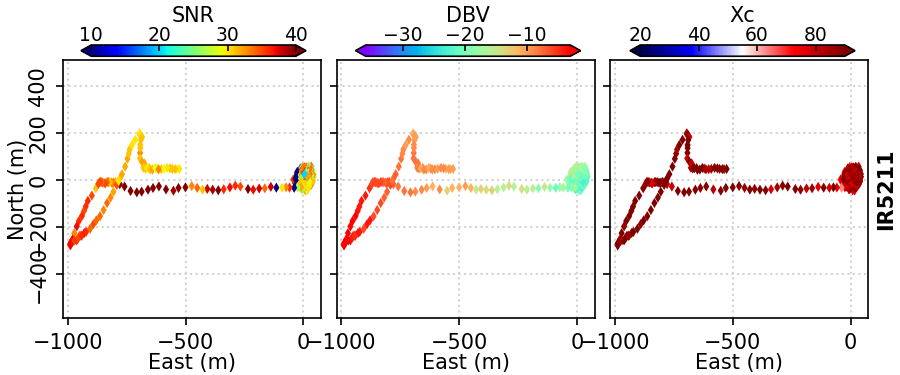 SNR DBV Xc
10 20 30 40 −30 −20 −10 20 40 60 80
400
200
0
−200
−400
North (m)
IR5211
−1000 −500 0 −1000 −500 0 −1000 −500 0
East (m) East (m) East (m)